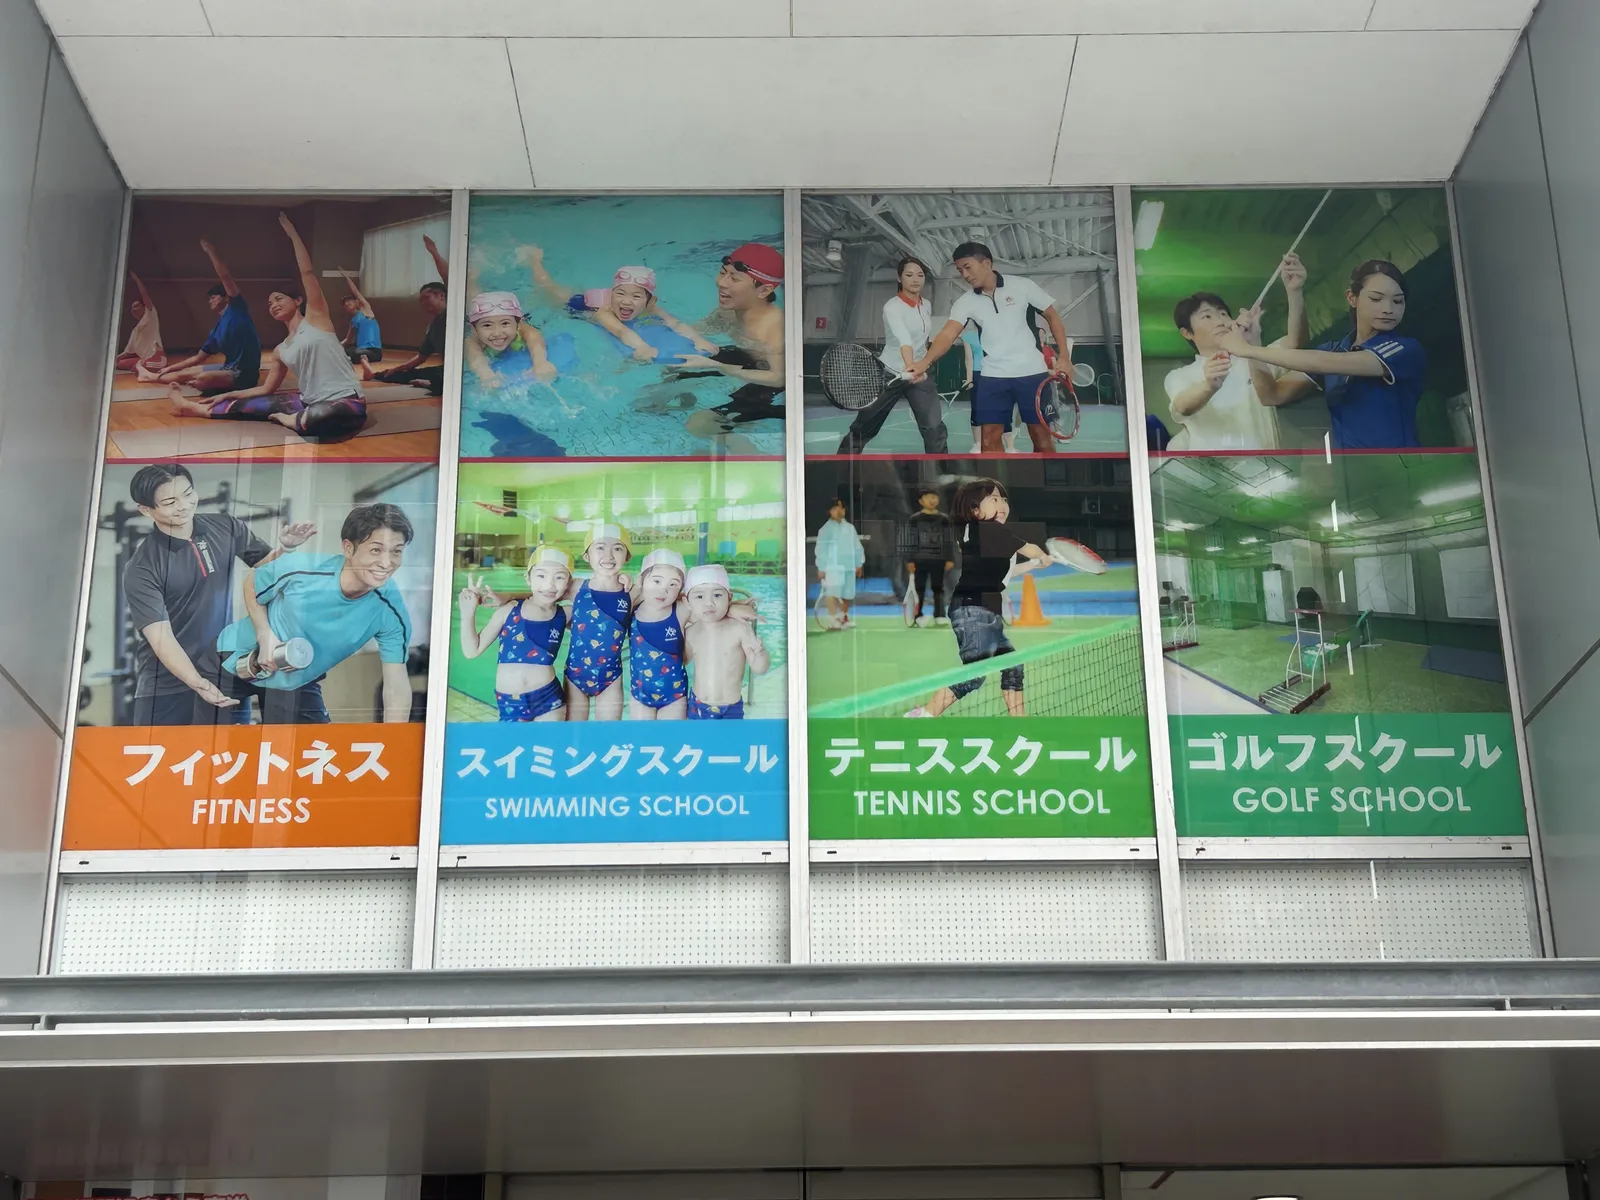 フィットネス
FITNESS
スイミングスクール
SWIMMING SCHOOL
テニススクール
TENNIS SCHOOL
ゴルフスクール
GOLF SCHOOL